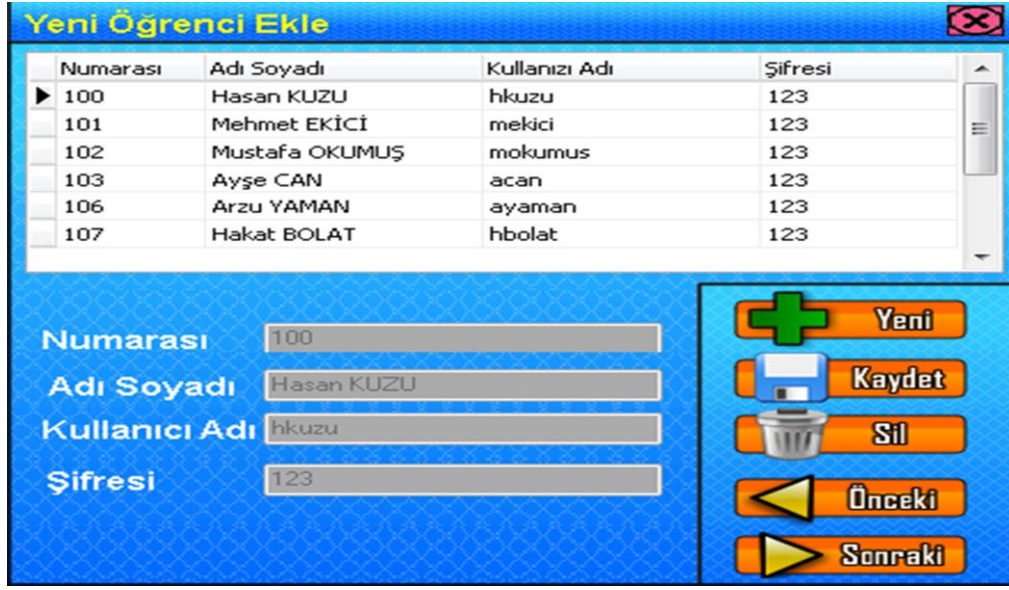 Yeni Öğrenci Ekle
Numarası Adı Soyadı Kullanızı Adı Şifresi
100 Hasan KUZU hkuzu 123
101 Mehmet EKİCİ mekici 123
102 Mustafa OKUMUŞ mokumus 123
103 Ayşe CAN acan 123
106 Arzu YAMAN ayaman 123
107 Hakat BOLAT hbolat 123
Numarası 100
Adı Soyadı Hasan KUZU
Kullanıcı Adı hkuzu
Şifresi 123
Yeni
Kaydet
Sil
Önceki
Sonraki